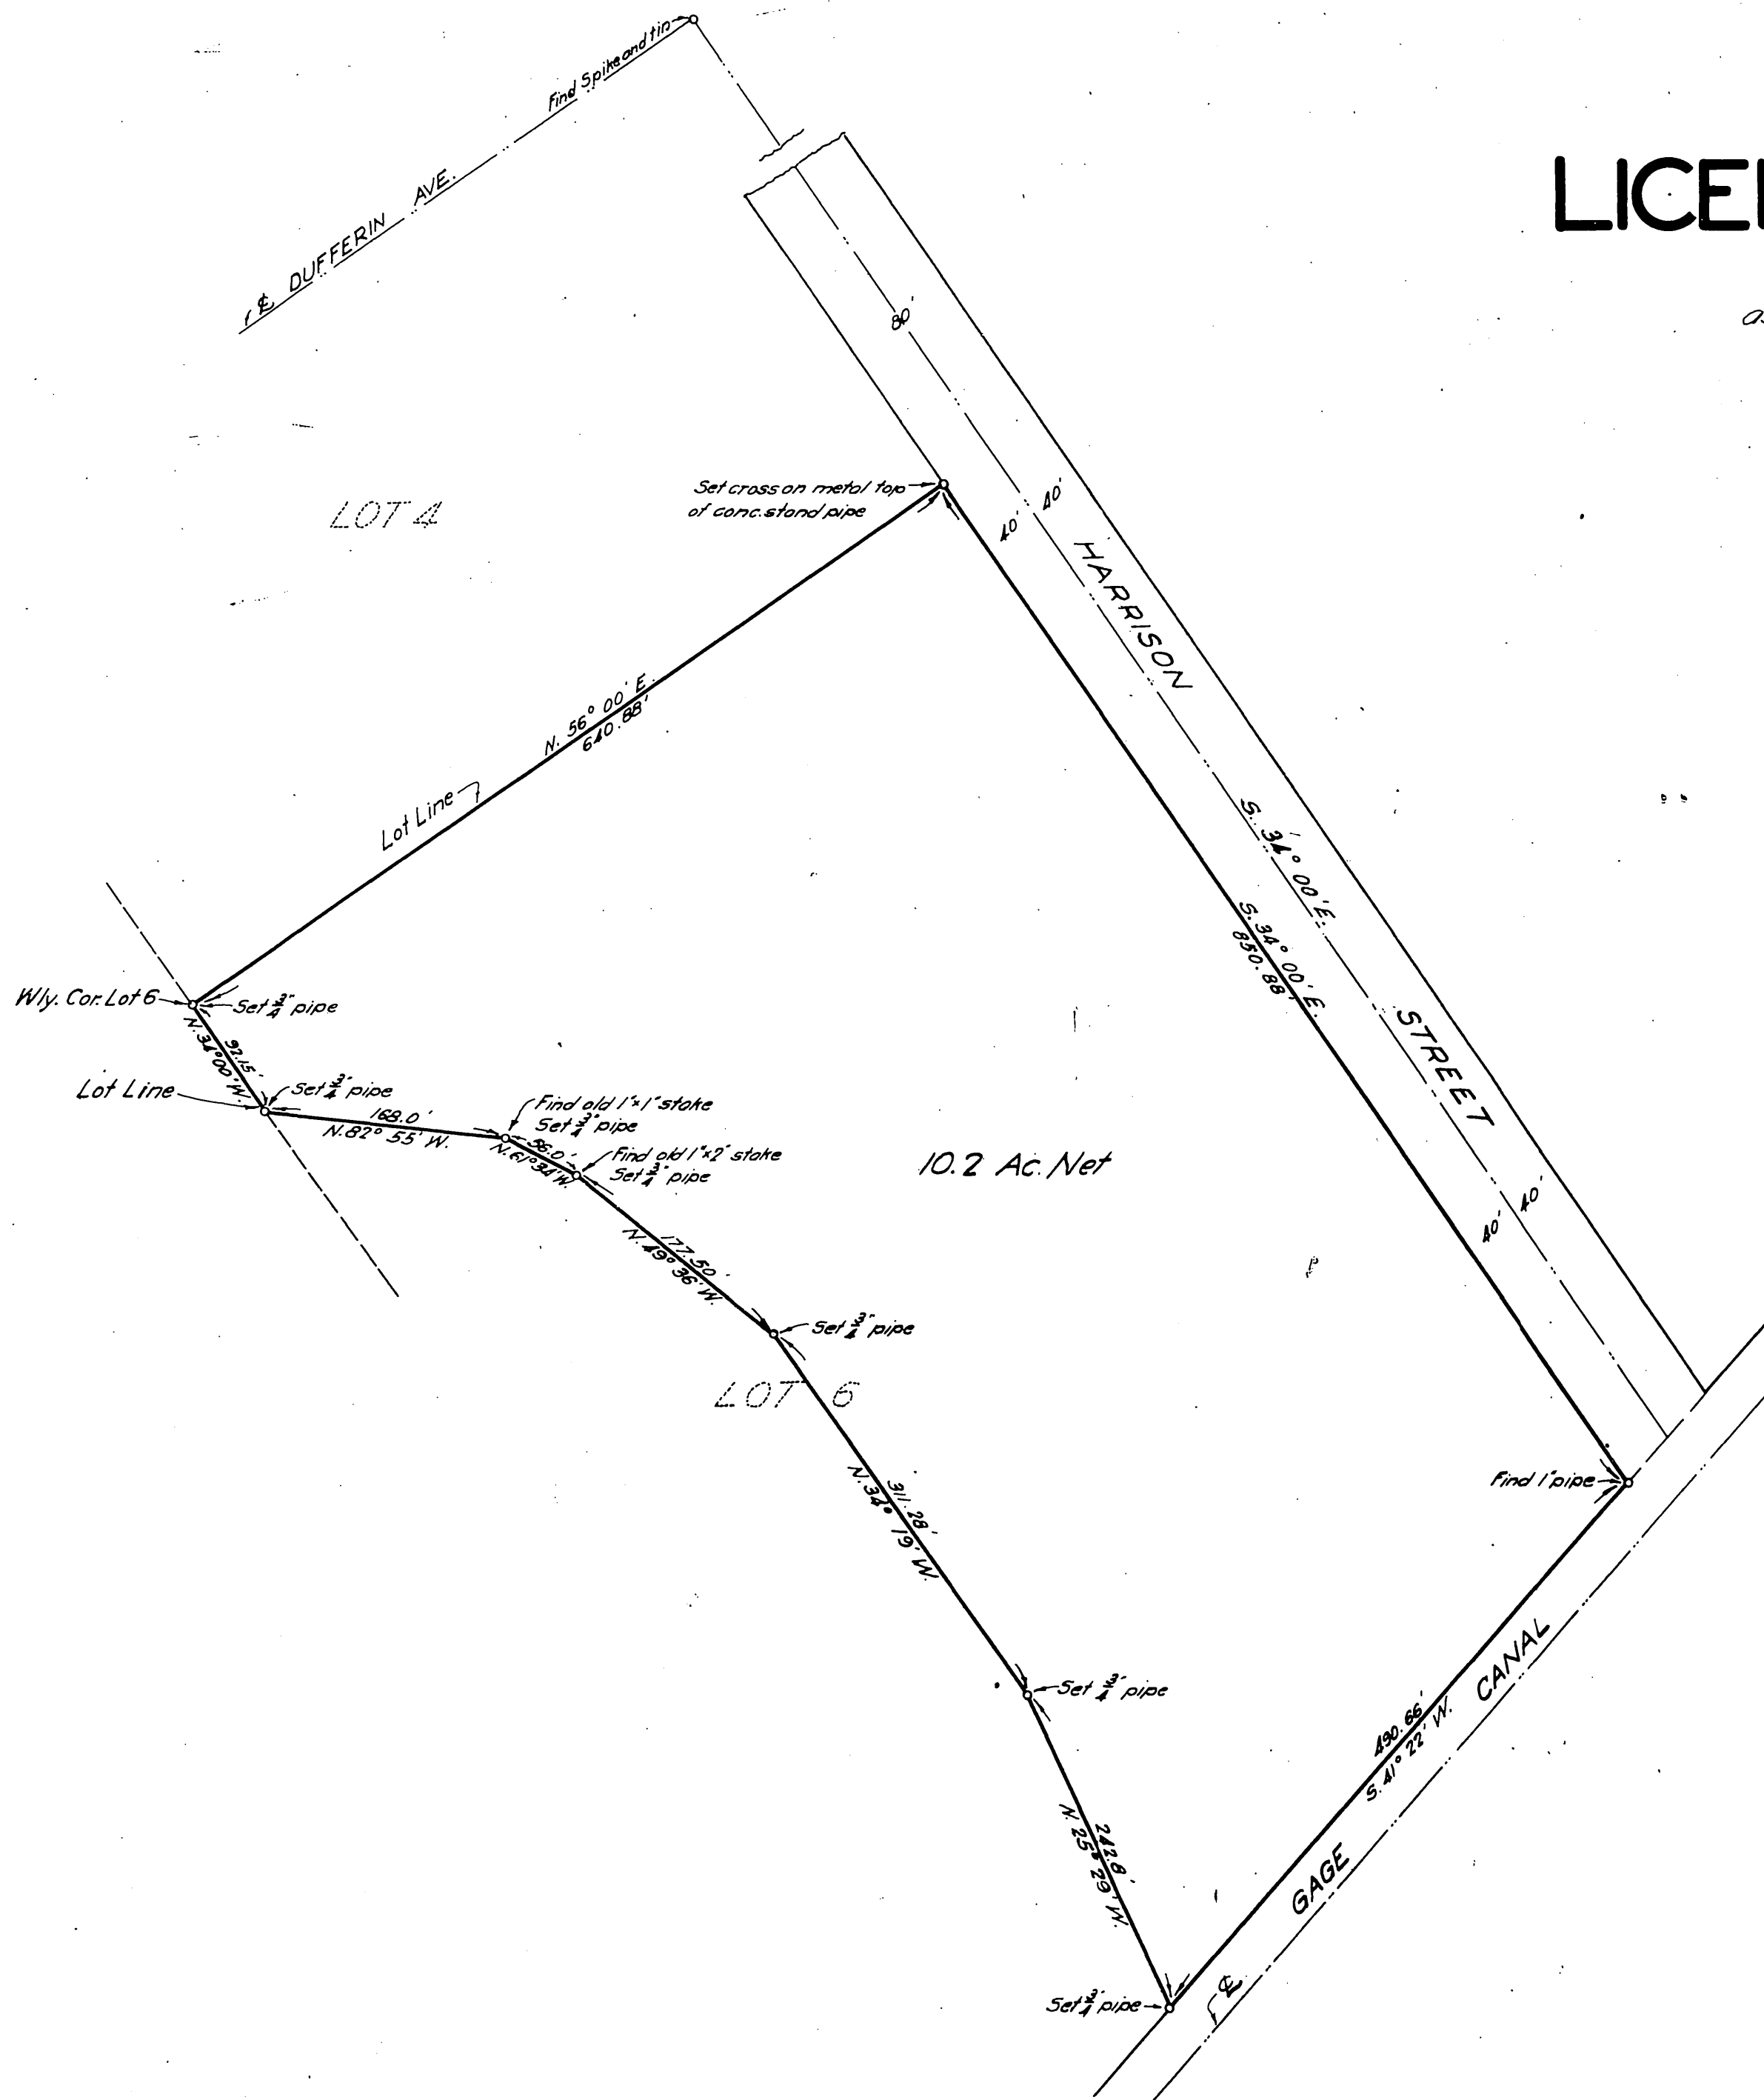 Find Spike and tin
℄ DUFFERIN AVE.
LICE
80'
Set cross on metal top
of conc. stand pipe
40' 40'
LOT 4
HARRISON
N. 56° 00' E.
640.88'
Lot Line
S. 34° 00' E.
S. 34° 00' E.
850.88'
STREET
Wly. Cor. Lot 6
Set 3/4" pipe
92.15'
N. 34° 00' W.
Lot Line
Set 3/4" pipe
168.0'
N. 82° 55' W.
Find old 1"x1" stake
Set 3/4" pipe
56.0'
N. 61° 34' W.
Find old 1"x2" stake
Set 3/4" pipe
10.2 Ac. Net
40' 40'
177.50'
N. 49° 36' W.
Set 3/4" pipe
LOT 6
311.28'
N. 34° 19' W.
Find 1" pipe
Set 3/4" pipe
490.66'
S. 41° 22' W.
GAGE CANAL
242.8'
N. 25° 29' W.
Set 3/4" pipe
℄